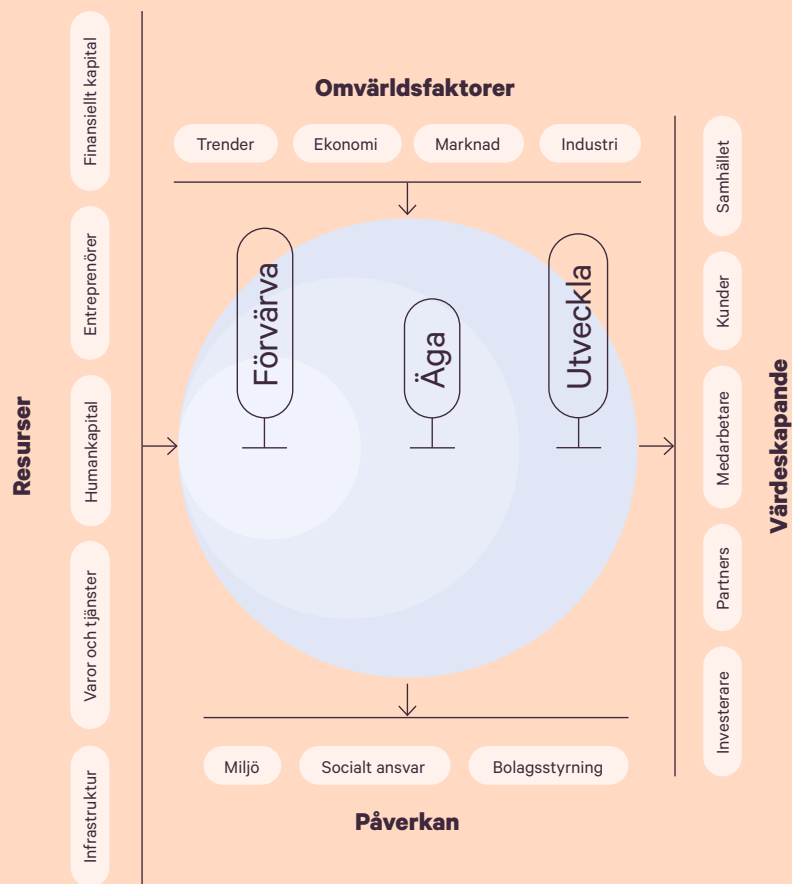 Omvärldsfaktorer
Trender
Ekonomi
Marknad
Industri
Resurser
Finansiellt kapital
Entreprenörer
Humankapital
Varor och tjänster
Infrastruktur
Förvärva
Äga
Utveckla
Värdeskapande
Samhället
Kunder
Medarbetare
Partners
Investerare
Miljö
Socialt ansvar
Bolagsstyrning
Påverkan